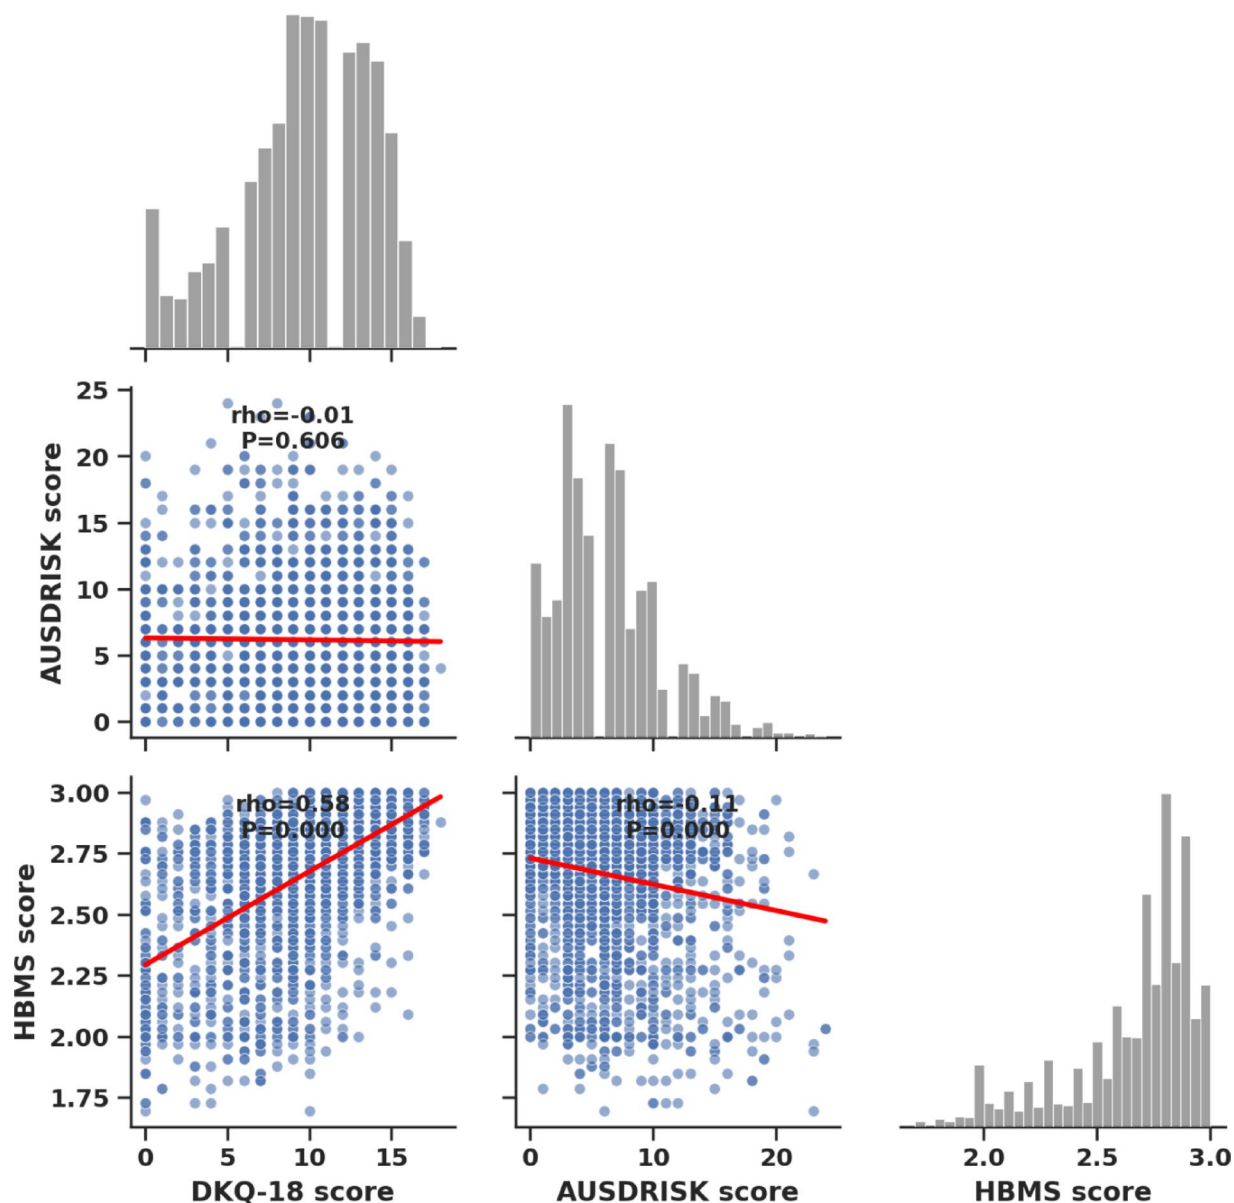 25
20
15
10
5
0
AUSDRISK score
rho=-0.01
P=0.606
3.00
2.75
2.50
2.25
2.00
1.75
HBMS score
rho=0.58
P=0.000
rho=-0.11
P=0.000
0 5 10 15
0 10 20
2.0 2.5 3.0
DKQ-18 score
AUSDRISK score
HBMS score